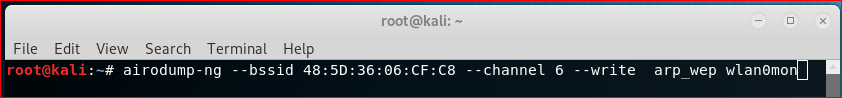 root@kali: ~
File Edit View Search Terminal Help
root@kali:~# airodump-ng --bssid 48:5D:36:06:CF:C8 --channel 6 --write  arp_wep wlan0mon